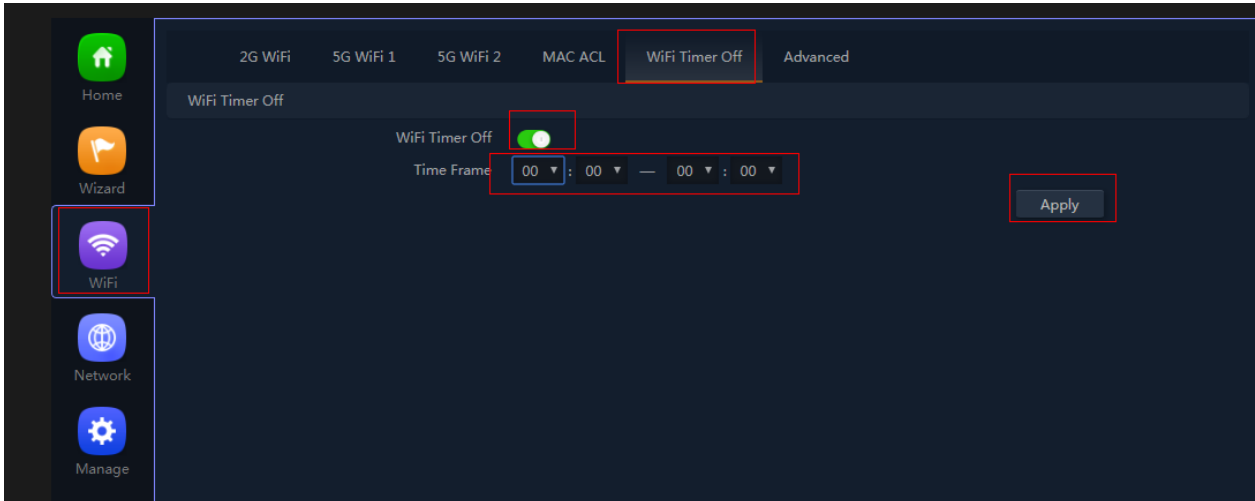 2G WiFi 5G WiFi 1 5G WiFi 2 MAC ACL WiFi Timer Off Advanced
Home
WiFi Timer Off
WiFi Timer Off
Time Frame 00 : 00 — 00 : 00
Wizard
Apply
WiFi
Network
Manage